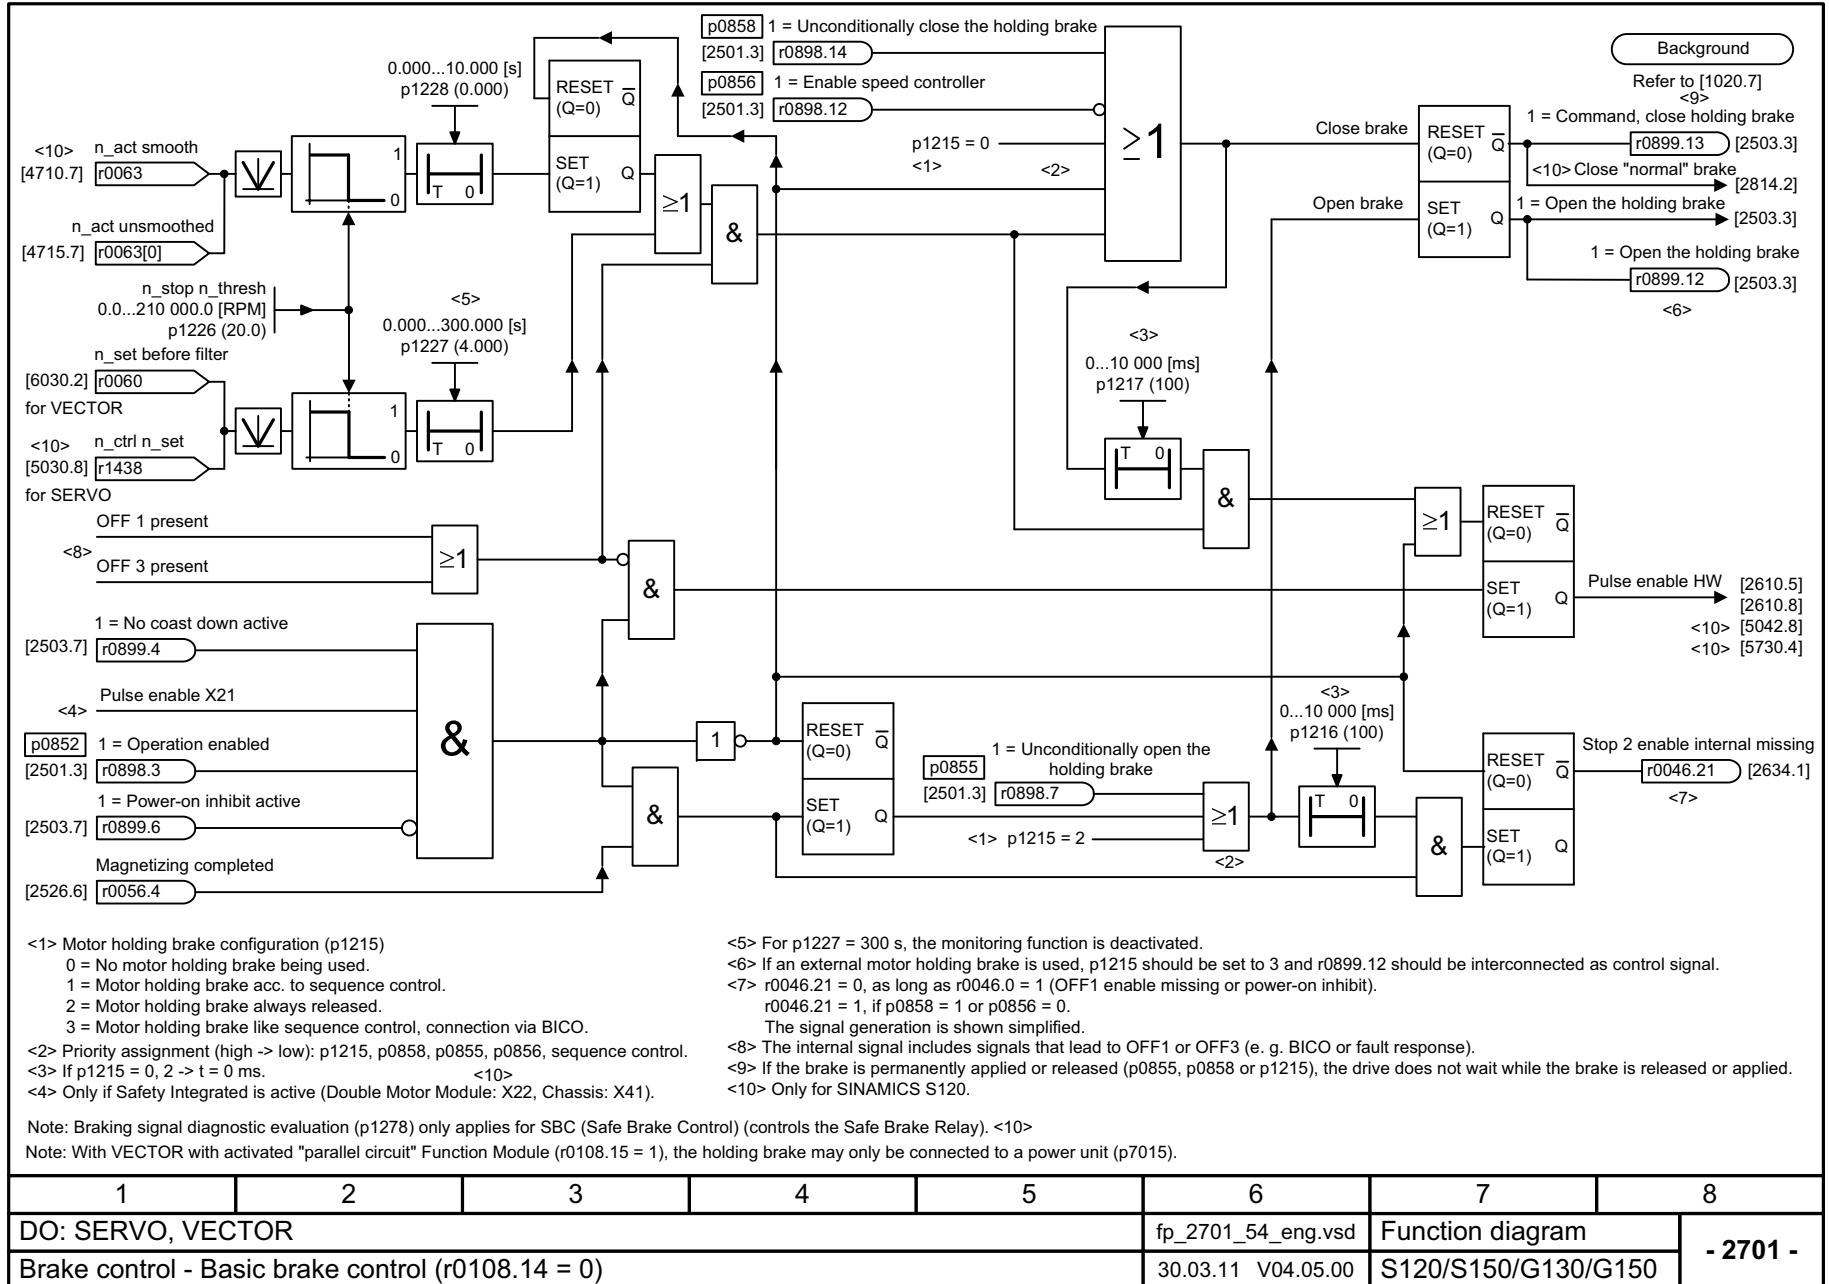 p0858 1 = Unconditionally close the holding brake
[2501.3] r0898.14
p0856 1 = Enable speed controller
[2501.3] r0898.12
p1215 = 0
<1> <2>
≥1
Background
Refer to [1020.7]
<9>
1 = Command, close holding brake
r0899.13 [2503.3]
<10> Close "normal" brake
[2814.2]
1 = Open the holding brake
[2503.3]
1 = Open the holding brake
r0899.12 [2503.3]
<6>
Close brake
RESET (Q=0) Q̅
Open brake
SET (Q=1) Q
0.000...10.000 [s]
p1228 (0.000)
RESET (Q=0) Q̅
SET (Q=1) Q
<10> n_act smooth
[4710.7] r0063
1
0
T 0
≥1
&
n_act unsmoothed
[4715.7] r0063[0]
n_stop n_thresh
0.0...210 000.0 [RPM]
p1226 (20.0)
<5>
0.000...300.000 [s]
p1227 (4.000)
n_set before filter
[6030.2] r0060
for VECTOR
<10> n_ctrl n_set
[5030.8] r1438
for SERVO
1
0
T 0
<3>
0...10 000 [ms]
p1217 (100)
T 0
&
≥1
RESET (Q=0) Q̅
SET (Q=1) Q
Pulse enable HW [2610.5]
[2610.8]
<10> [5042.8]
<10> [5730.4]
OFF 1 present
<8>
OFF 3 present
≥1
&
1 = No coast down active
[2503.7] r0899.4
Pulse enable X21
<4>
p0852 1 = Operation enabled
[2501.3] r0898.3
1 = Power-on inhibit active
[2503.7] r0899.6
Magnetizing completed
[2526.6] r0056.4
&
1
&
RESET (Q=0) Q̅
SET (Q=1) Q
p0855 1 = Unconditionally open the
holding brake
[2501.3] r0898.7
<1> p1215 = 2
≥1
<2>
<3>
0...10 000 [ms]
p1216 (100)
T 0
&
RESET (Q=0) Q̅
SET (Q=1) Q
Stop 2 enable internal missing
r0046.21 [2634.1]
<7>
<1> Motor holding brake configuration (p1215)
0 = No motor holding brake being used.
1 = Motor holding brake acc. to sequence control.
2 = Motor holding brake always released.
3 = Motor holding brake like sequence control, connection via BICO.
<2> Priority assignment (high -> low): p1215, p0858, p0855, p0856, sequence control.
<3> If p1215 = 0, 2 -> t = 0 ms. <10>
<4> Only if Safety Integrated is active (Double Motor Module: X22, Chassis: X41).
<5> For p1227 = 300 s, the monitoring function is deactivated.
<6> If an external motor holding brake is used, p1215 should be set to 3 and r0899.12 should be interconnected as control signal.
<7> r0046.21 = 0, as long as r0046.0 = 1 (OFF1 enable missing or power-on inhibit).
r0046.21 = 1, if p0858 = 1 or p0856 = 0.
The signal generation is shown simplified.
<8> The internal signal includes signals that lead to OFF1 or OFF3 (e. g. BICO or fault response).
<9> If the brake is permanently applied or released (p0855, p0858 or p1215), the drive does not wait while the brake is released or applied.
<10> Only for SINAMICS S120.
Note: Braking signal diagnostic evaluation (p1278) only applies for SBC (Safe Brake Control) (controls the Safe Brake Relay). <10>
Note: With VECTOR with activated "parallel circuit" Function Module (r0108.15 = 1), the holding brake may only be connected to a power unit (p7015).
1 2 3 4 5 6 7 8
DO: SERVO, VECTOR fp_2701_54_eng.vsd Function diagram
- 2701 -
Brake control - Basic brake control (r0108.14 = 0) 30.03.11 V04.05.00 S120/S150/G130/G150